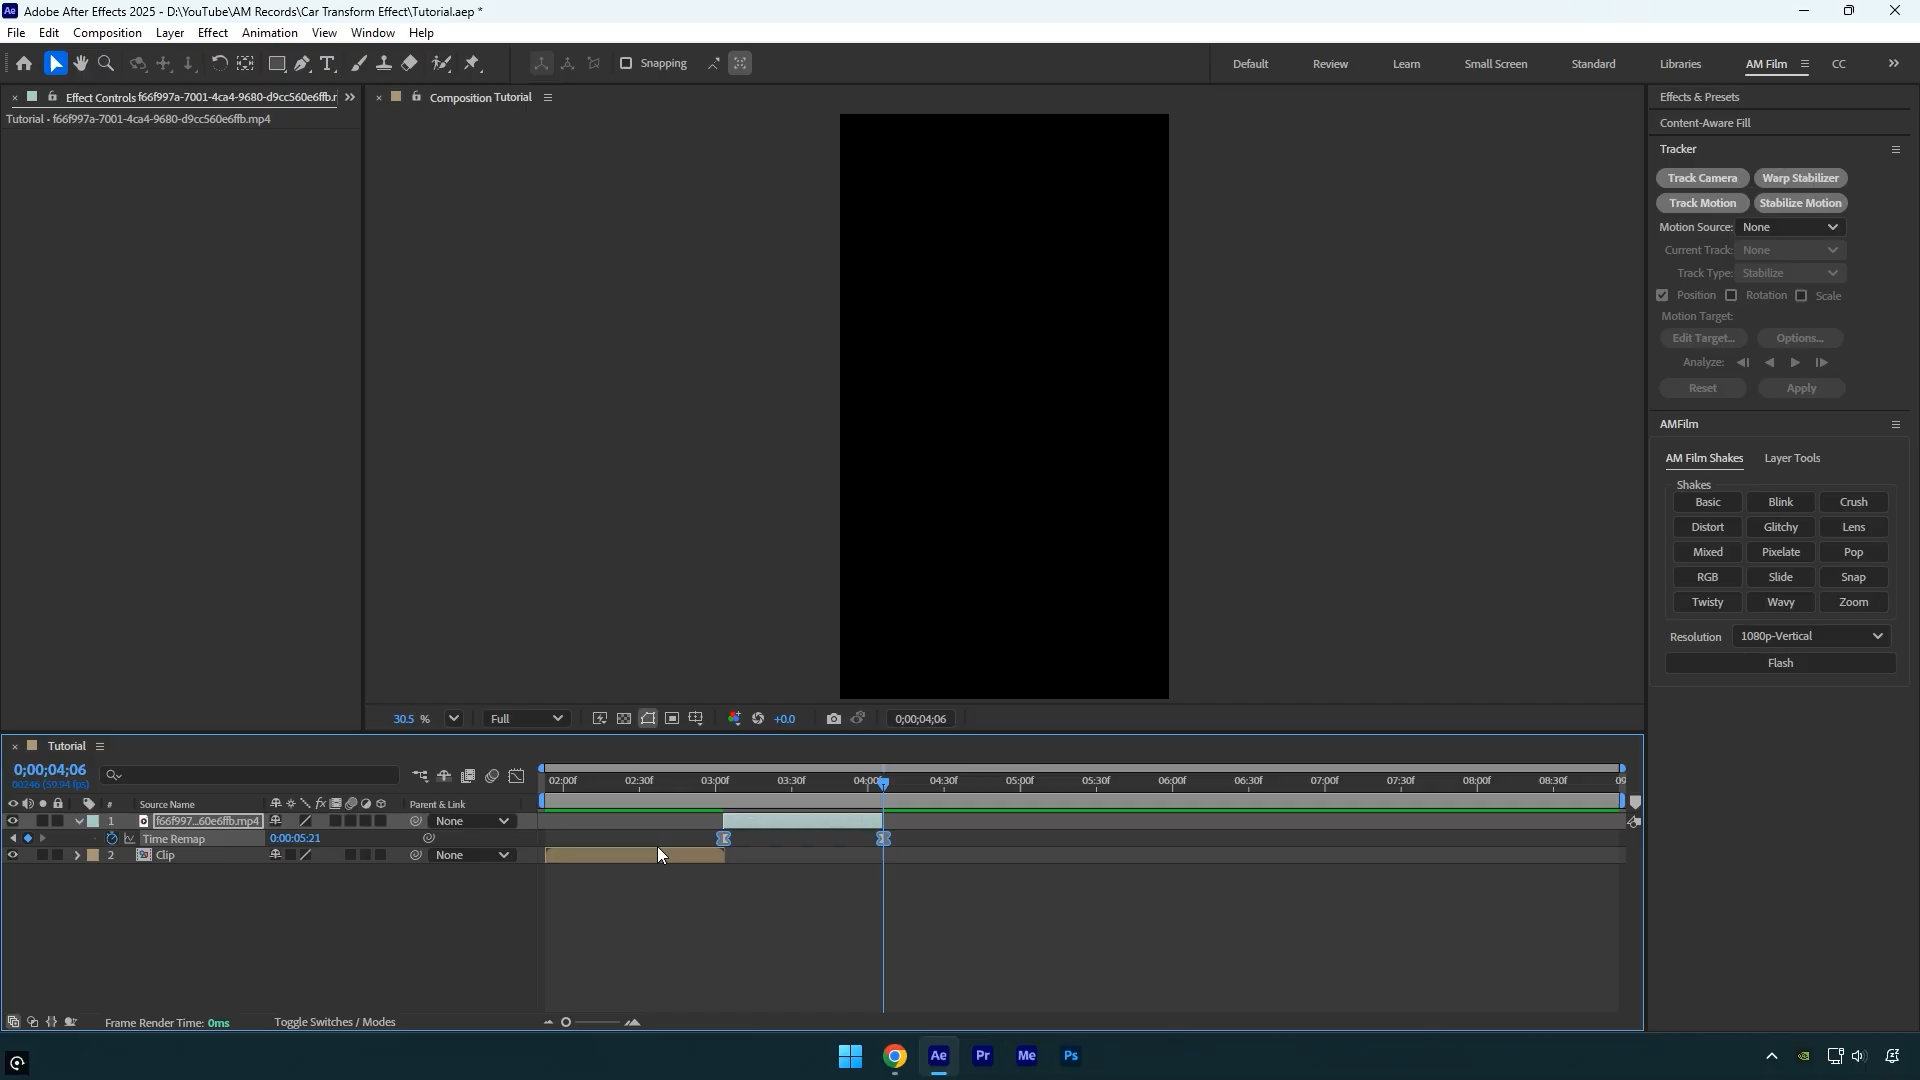 Ae Adobe After Effects 2025 - D:\YouTube\AM Records\Car Transform Effect\Tutorial.aep *
File Edit Composition Layer Effect Animation View Window Help
Snapping Default Review Learn Small Screen Standard Libraries AM Film CC
Effect Controls f66f997a-7001-4ca4-9680-d9cc560e6ffb.r
Tutorial • f66f997a-7001-4ca4-9680-d9cc560e6ffb.mp4
Composition Tutorial
30.5 % Full +0.0 0;00;04;06
Effects & Presets
Content-Aware Fill
Tracker
Track Camera Warp Stabilizer
Track Motion Stabilize Motion
Motion Source: None
Current Track: None
Track Type: Stabilize
Position Rotation Scale
Motion Target:
Edit Target... Options...
Analyze:
Reset Apply
AMFilm
AM Film Shakes Layer Tools
Shakes
Basic Blink Crush
Distort Glitchy Lens
Mixed Pixelate Pop
RGB Slide Snap
Twisty Wavy Zoom
Resolution 1080p-Vertical
Flash
Tutorial
0;00;04;06
00246 (59.94 fps)
02:00f 02:30f 03:00f 03:30f 04:00f 04:30f 05:00f 05:30f 06:00f 06:30f 07:00f 07:30f 08:00f 08:30f 09
# Source Name fx Parent & Link
1 f66f997...60e6ffb.mp4 None
Time Remap 0:00:05:21
2 Clip None
Frame Render Time: 0ms Toggle Switches / Modes
Ae Pr Me Ps